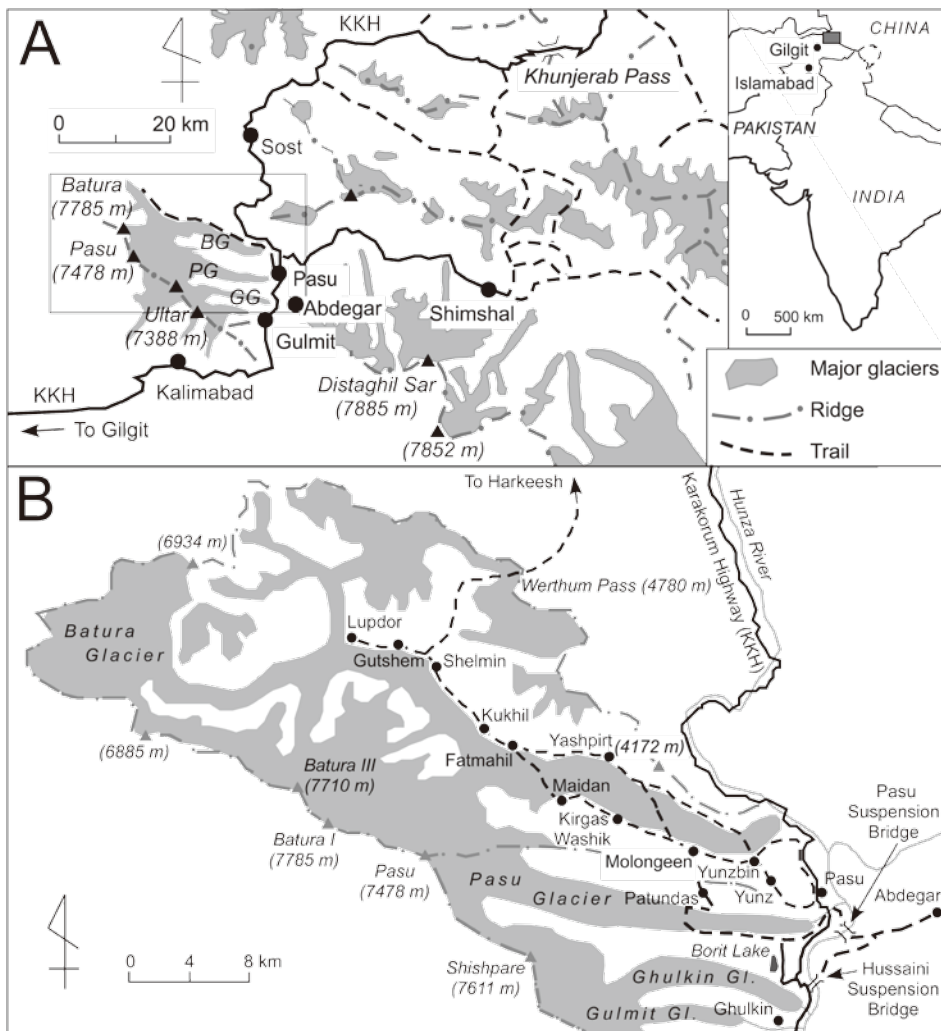 A
KKH
Khunjerab Pass
0 20 km
Sost
Batura
(7785 m)
Pasu
(7478 m)
BG
PG
GG
Ultar
(7388 m)
Pasu
Abdegar
Gulmit
Shimshal
Kalimabad
KKH
To Gilgit
Distaghil Sar
(7885 m)
(7852 m)
CHINA
Gilgit
Islamabad
PAKISTAN
INDIA
0 500 km
Major glaciers
Ridge
Trail
B
To Harkeesh
Hunza River
Karakorum Highway (KKH)
(6934 m)
Werthum Pass (4780 m)
Batura
Glacier
Lupdor
Gutshem
Shelmin
Kukhil
(6885 m)
Yashpirt
(4172 m)
Fatmahil
Batura III
(7710 m)
Maidan
Pasu
Suspension
Bridge
Kirgas
Washik
Batura I
(7785 m)
Molongeen
Pasu
(7478 m)
Yunzbin
Pasu
Pasu
Glacier
Patundas
Yunz
Abdegar
Borit Lake
Shishpare
(7611 m)
Ghulkin Gl.
Hussaini
Suspension
Bridge
Gulmit Gl.
Ghulkin
0 4 8 km